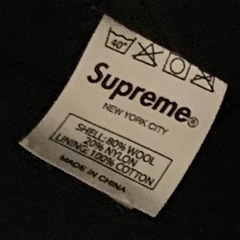 40°
Supreme®
NEW YORK CITY
SHELL: 80% WOOL
20% NYLON
LINING: 100% COTTON
MADE IN CHINA